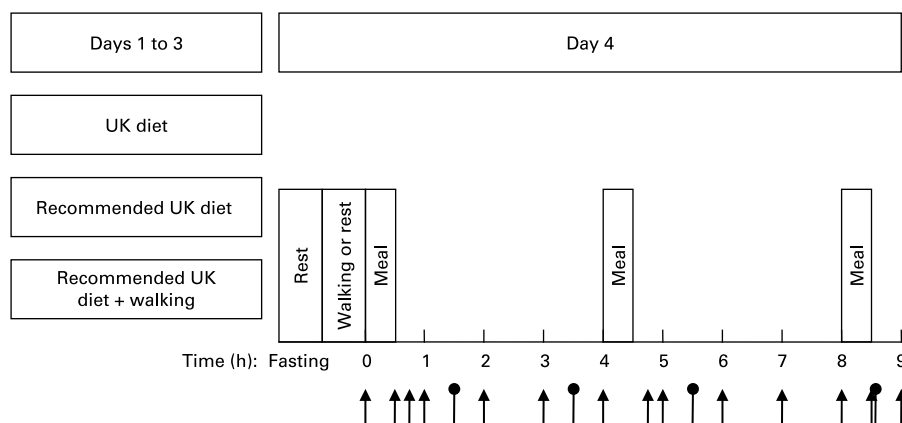 Days 1 to 3
Day 4
UK diet
Recommended UK diet
Recommended UK
diet + walking
Rest
Walking or rest
Meal
Meal
Meal
Time (h): Fasting 0 1 2 3 4 5 6 7 8 9